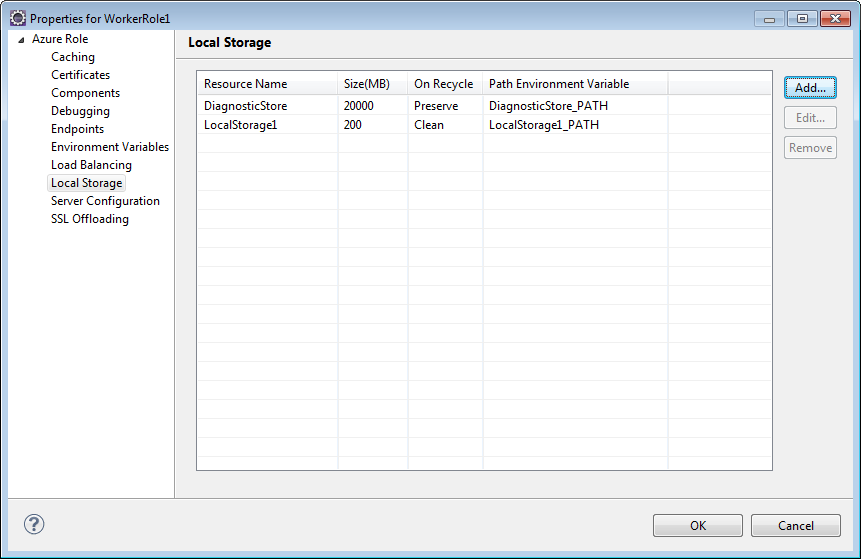 Properties for WorkerRole1
Azure Role
Caching
Certificates
Components
Debugging
Endpoints
Environment Variables
Load Balancing
Local Storage
Server Configuration
SSL Offloading
Local Storage
Resource Name Size(MB) On Recycle Path Environment Variable
DiagnosticStore 20000 Preserve DiagnosticStore_PATH
LocalStorage1 200 Clean LocalStorage1_PATH
Add...
Edit...
Remove
?
OK Cancel